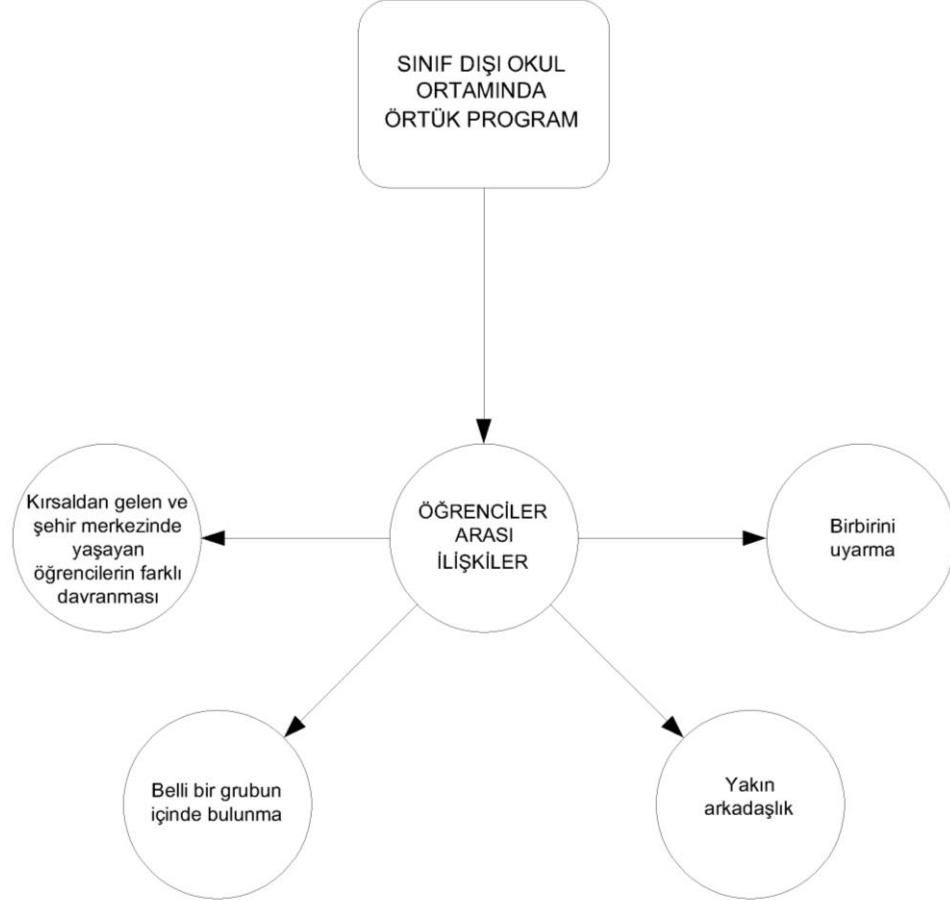 SINIF DIŞI OKUL
ORTAMINDA
ÖRTÜK PROGRAM
Kırsaldan gelen ve
şehir merkezinde
yaşayan
öğrencilerin farklı
davranması
ÖĞRENCİLER
ARASI
İLİŞKİLER
Birbirini
uyarma
Belli bir grubun
içinde bulunma
Yakın
arkadaşlık